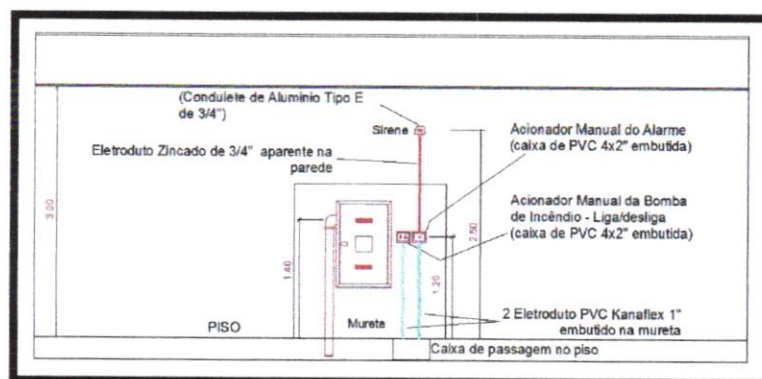 (Condulete de Aluminio Tipo E
de 3/4")
Sirene
Eletroduto Zincado de 3/4" aparente na
parede
Acionador Manual do Alarme
(caixa de PVC 4x2" embutida)
Acionador Manual da Bomba
de Incêndio - Liga/desliga
(caixa de PVC 4x2" embutida)
3.00
2.50
1.40
1.20
PISO
Mureta
2 Eletroduto PVC Kanaflex 1"
embutido na mureta
Caixa de passagem no piso